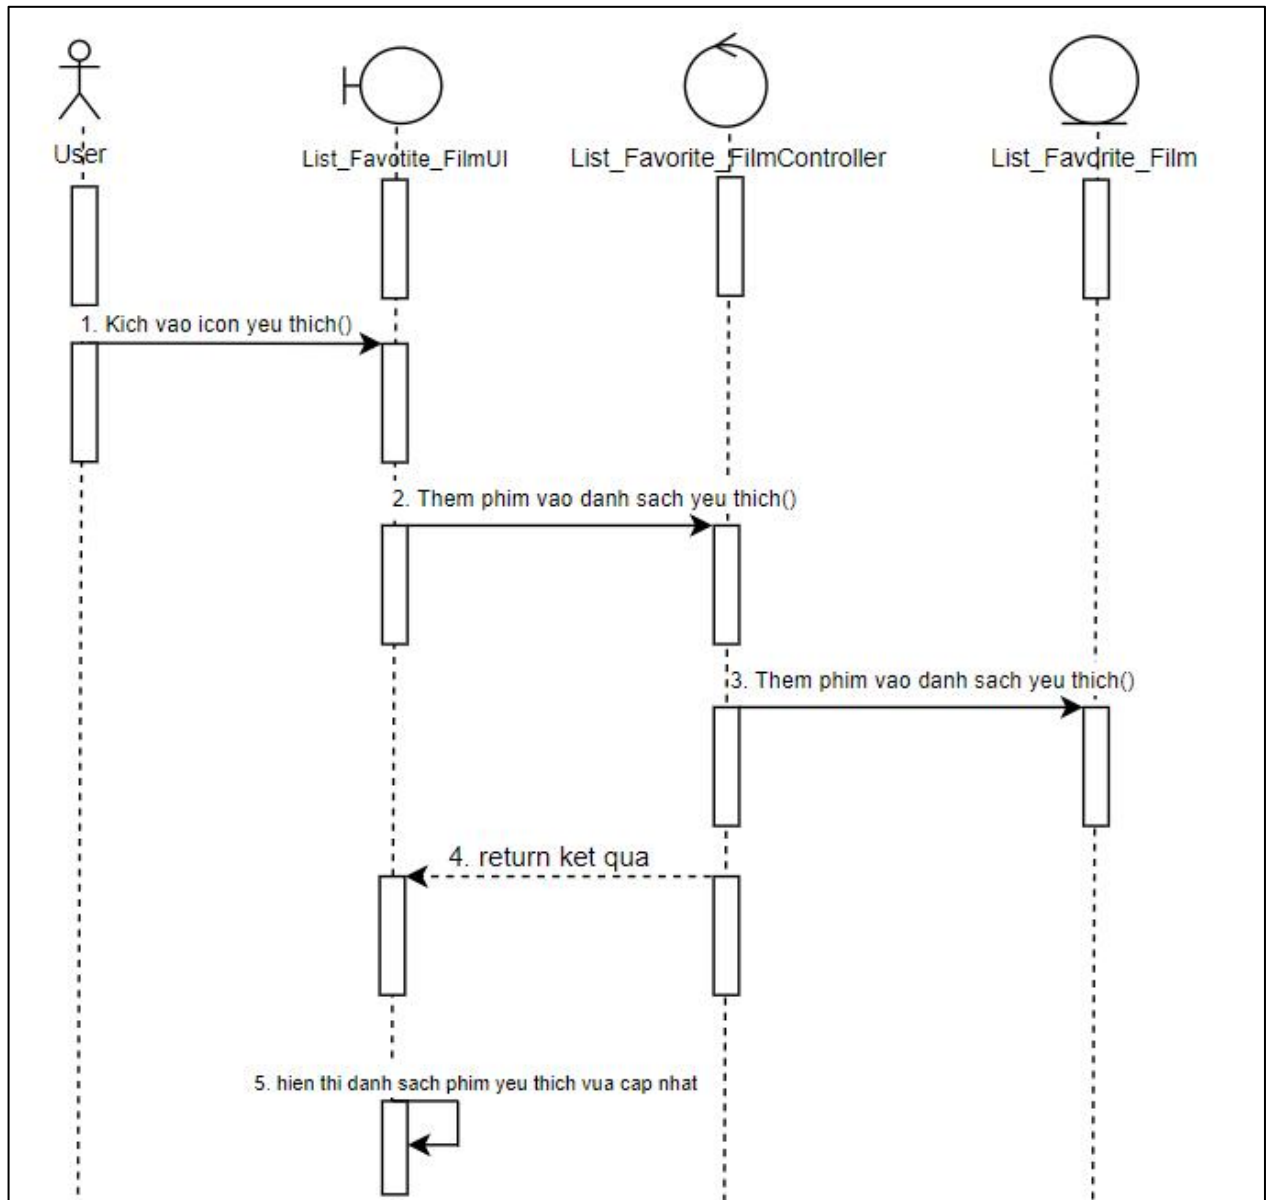 User
List_Favotite_FilmUI
List_Favorite_FilmController
List_Favorite_Film
1. Kich vao icon yeu thich()
2. Them phim vao danh sach yeu thich()
3. Them phim vao danh sach yeu thich()
4. return ket qua
5. hien thi danh sach phim yeu thich vua cap nhat